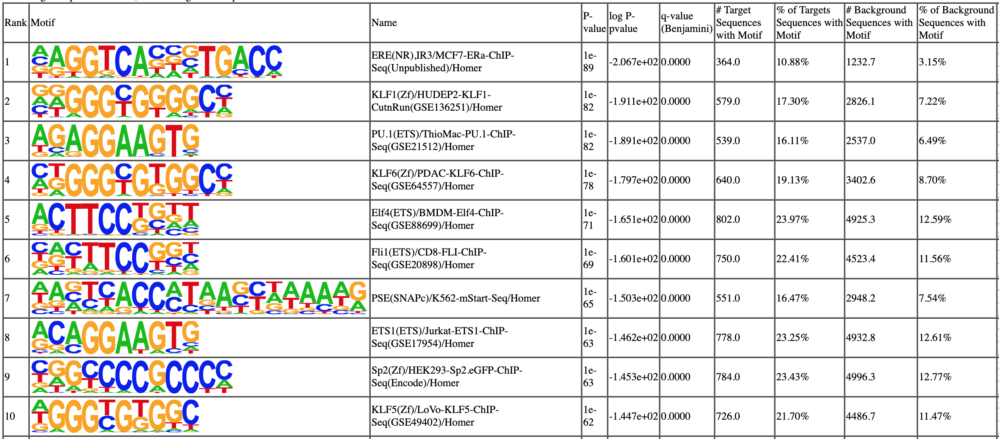 Rank Motif Name P-value log P-pvalue q-value (Benjamini) # Target Sequences with Motif % of Targets Sequences with Motif # Background Sequences with Motif % of Background Sequences with Motif
1 ERE(NR),IR3/MCF7-ERa-ChIP-Seq(Unpublished)/Homer 1e-89 -2.067e+02 0.0000 364.0 10.88% 1232.7 3.15%
2 KLF1(Zf)/HUDEP2-KLF1-CutnRun(GSE136251)/Homer 1e-82 -1.911e+02 0.0000 579.0 17.30% 2826.1 7.22%
3 PU.1(ETS)/ThioMac-PU.1-ChIP-Seq(GSE21512)/Homer 1e-82 -1.891e+02 0.0000 539.0 16.11% 2537.0 6.49%
4 KLF6(Zf)/PDAC-KLF6-ChIP-Seq(GSE64557)/Homer 1e-78 -1.797e+02 0.0000 640.0 19.13% 3402.6 8.70%
5 Elf4(ETS)/BMDM-Elf4-ChIP-Seq(GSE88699)/Homer 1e-71 -1.651e+02 0.0000 802.0 23.97% 4925.3 12.59%
6 Fli1(ETS)/CD8-FLI-ChIP-Seq(GSE20898)/Homer 1e-69 -1.601e+02 0.0000 750.0 22.41% 4523.4 11.56%
7 PSE(SNAPc)/K562-mStart-Seq/Homer 1e-65 -1.503e+02 0.0000 551.0 16.47% 2948.2 7.54%
8 ETS1(ETS)/Jurkat-ETS1-ChIP-Seq(GSE17954)/Homer 1e-63 -1.462e+02 0.0000 778.0 23.25% 4932.8 12.61%
9 Sp2(Zf)/HEK293-Sp2.eGFP-ChIP-Seq(Encode)/Homer 1e-63 -1.453e+02 0.0000 784.0 23.43% 4996.3 12.77%
10 KLF5(Zf)/LoVo-KLF5-ChIP-Seq(GSE49402)/Homer 1e-62 -1.447e+02 0.0000 726.0 21.70% 4486.7 11.47%